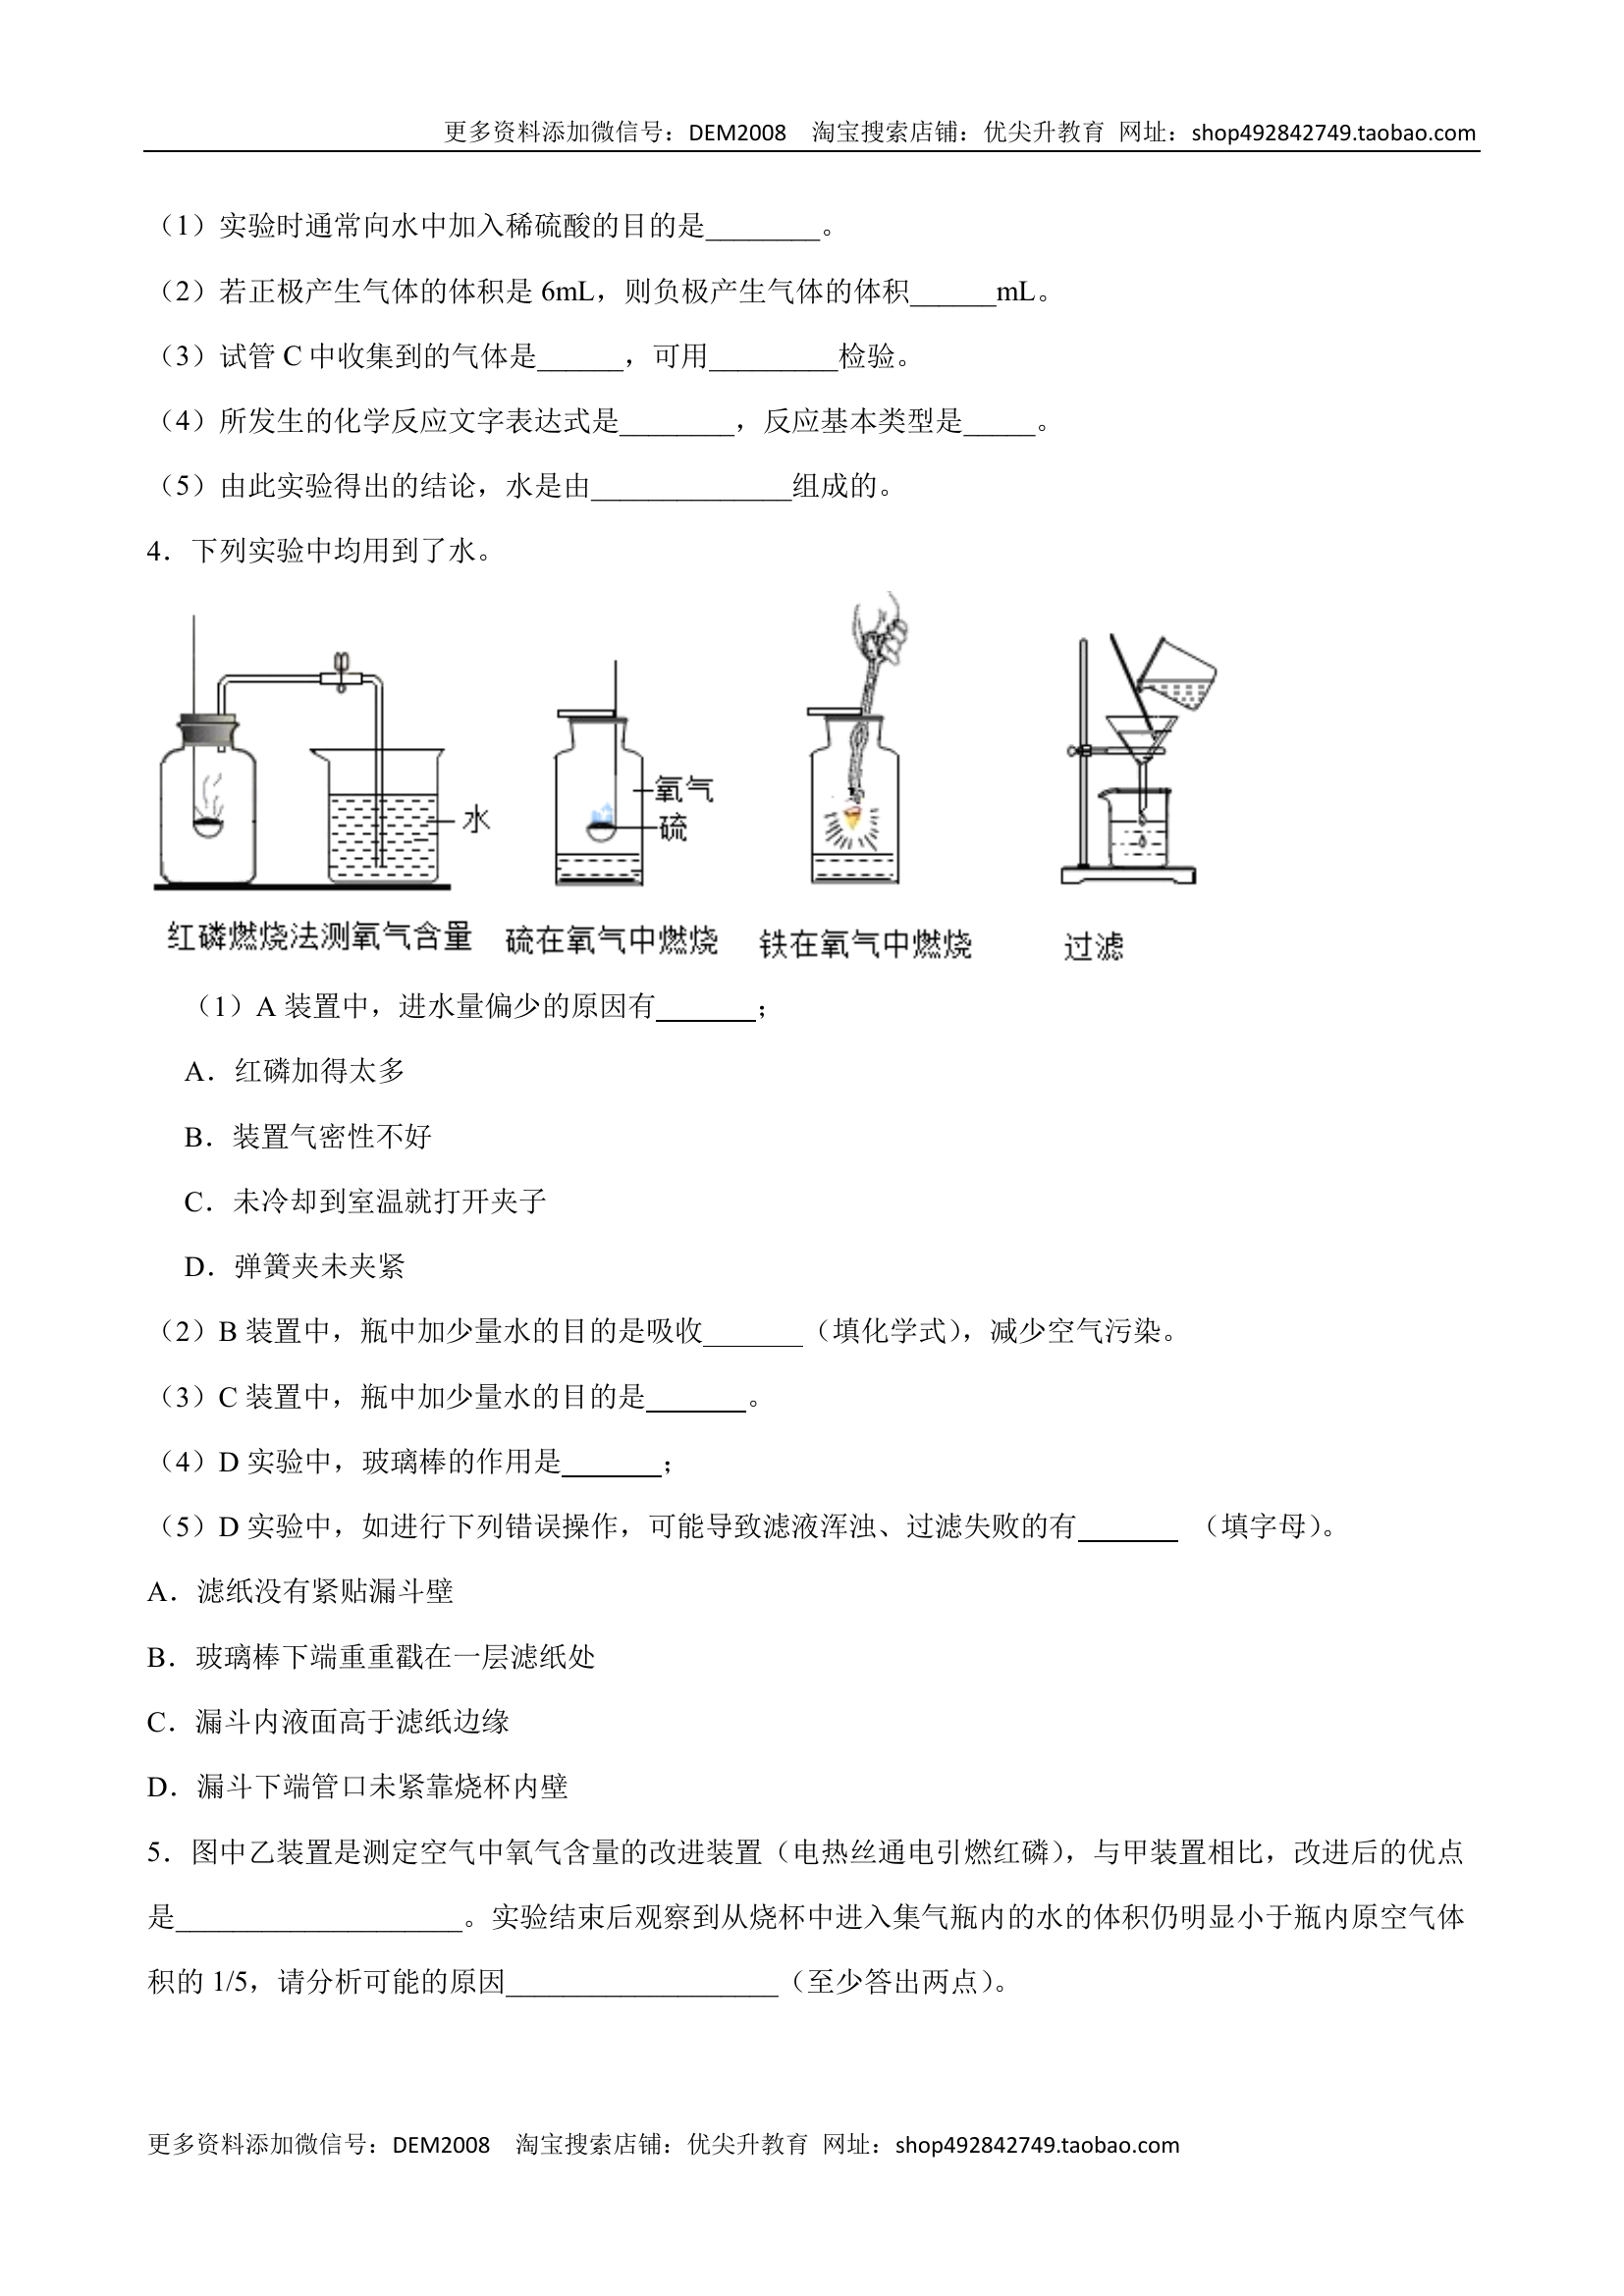 更多资料添加微信号：DEM2008 淘宝搜索店铺：优尖升教育 网址：shop492842749.taobao.com
（1）实验时通常向水中加入稀硫酸的目的是________。
（2）若正极产生气体的体积是 6mL，则负极产生气体的体积______mL。
（3）试管 C 中收集到的气体是______，可用_________检验。
（4）所发生的化学反应文字表达式是________，反应基本类型是_____。
（5）由此实验得出的结论，水是由______________组成的。
4．下列实验中均用到了水。
水
氧气
硫
红磷燃烧法测氧气含量 硫在氧气中燃烧 铁在氧气中燃烧 过滤
（1）A 装置中，进水量偏少的原因有_______；
A．红磷加得太多
B．装置气密性不好
C．未冷却到室温就打开夹子
D．弹簧夹未夹紧
（2）B 装置中，瓶中加少量水的目的是吸收_______（填化学式），减少空气污染。
（3）C 装置中，瓶中加少量水的目的是_______。
（4）D 实验中，玻璃棒的作用是_______；
（5）D 实验中，如进行下列错误操作，可能导致滤液浑浊、过滤失败的有_______ （填字母）。
A．滤纸没有紧贴漏斗壁
B．玻璃棒下端重重戳在一层滤纸处
C．漏斗内液面高于滤纸边缘
D．漏斗下端管口未紧靠烧杯内壁
5．图中乙装置是测定空气中氧气含量的改进装置（电热丝通电引燃红磷），与甲装置相比，改进后的优点
是____________________。实验结束后观察到从烧杯中进入集气瓶内的水的体积仍明显小于瓶内原空气体
积的 1/5，请分析可能的原因___________________（至少答出两点）。
更多资料添加微信号：DEM2008 淘宝搜索店铺：优尖升教育 网址：shop492842749.taobao.com